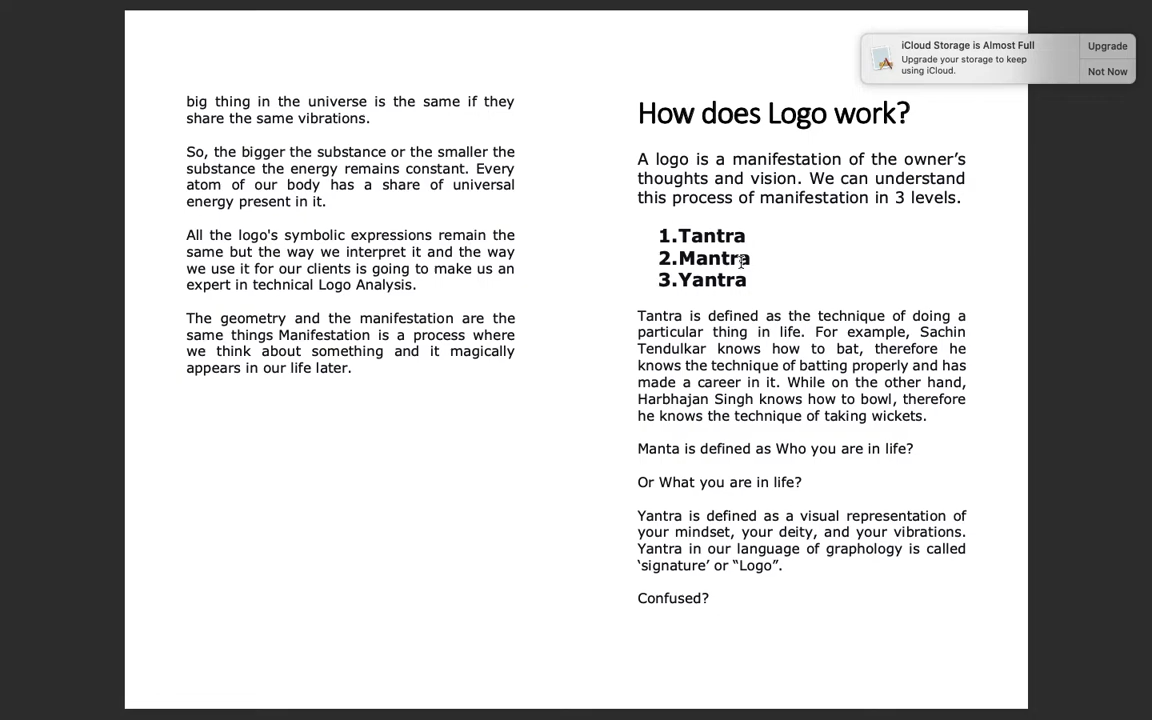 big thing in the universe is the same if they
share the same vibrations.
So, the bigger the substance or the smaller the
substance the energy remains constant. Every
atom of our body has a share of universal
energy present in it.
All the logo's symbolic expressions remain the
same but the way we interpret it and the way
we use it for our clients is going to make us an
expert in technical Logo Analysis.
The geometry and the manifestation are the
same things Manifestation is a process where
we think about something and it magically
appears in our life later.
iCloud Storage is Almost Full
Upgrade your storage to keep
using iCloud.
Upgrade
Not Now
How does Logo work?
A logo is a manifestation of the owner’s
thoughts and vision. We can understand
this process of manifestation in 3 levels.
1.Tantra
2.Mantra
3.Yantra
Tantra is defined as the technique of doing a
particular thing in life. For example, Sachin
Tendulkar knows how to bat, therefore he
knows the technique of batting properly and has
made a career in it. While on the other hand,
Harbhajan Singh knows how to bowl, therefore
he knows the technique of taking wickets.
Manta is defined as Who you are in life?
Or What you are in life?
Yantra is defined as a visual representation of
your mindset, your deity, and your vibrations.
Yantra in our language of graphology is called
‘signature’ or “Logo”.
Confused?